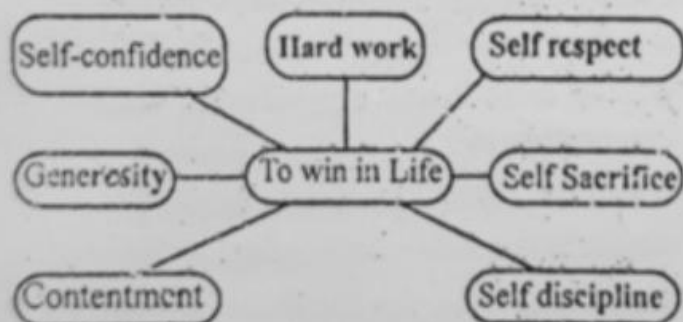 Self-confidence
Hard work
Self respect
Generosity
To win in Life
Self Sacrifice
Contentment
Self discipline